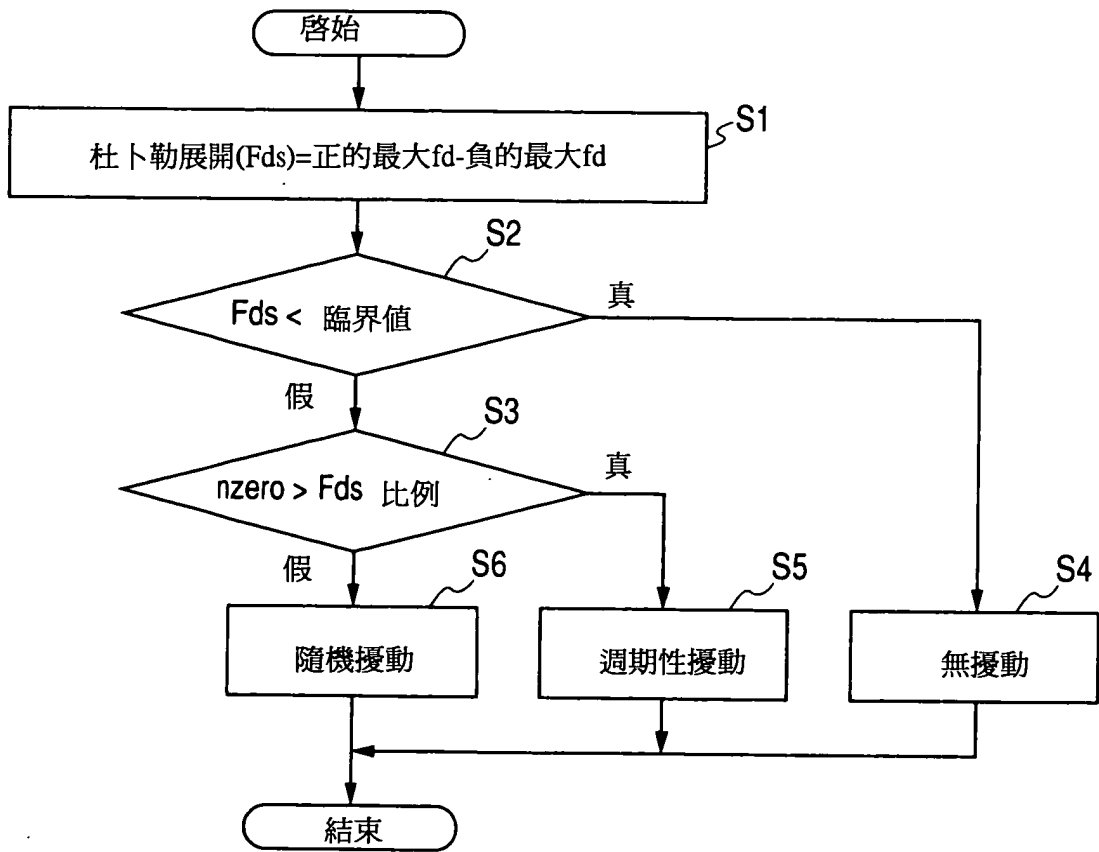 啓始
S1
杜卜勒展開(Fds)=正的最大fd-負的最大fd
S2
Fds < 臨界值
真
假
S3
nzero > Fds 比例
真
假
S6
S5
S4
隨機擾動
週期性擾動
無擾動
結束